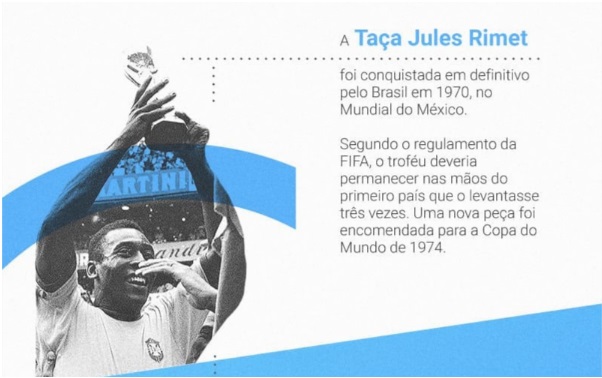 A Taça Jules Rimet
foi conquistada em definitivo
pelo Brasil em 1970, no
Mundial do México.
Segundo o regulamento da
FIFA, o troféu deveria
permanecer nas mãos do
primeiro país que o levantasse
três vezes. Uma nova peça foi
encomendada para a Copa do
Mundo de 1974.
MARTINI
and